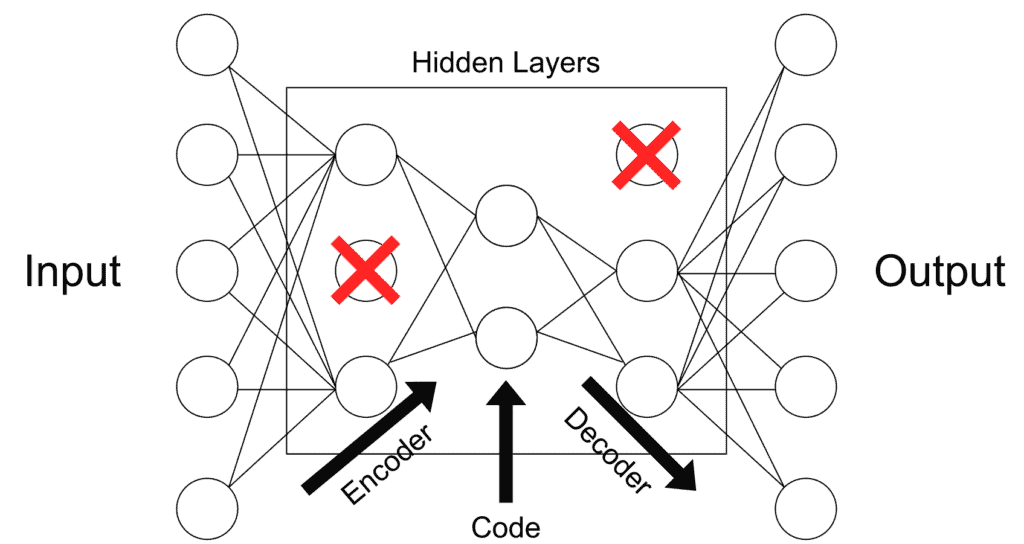 Hidden Layers
Input
Output
Encoder
Decoder
Code